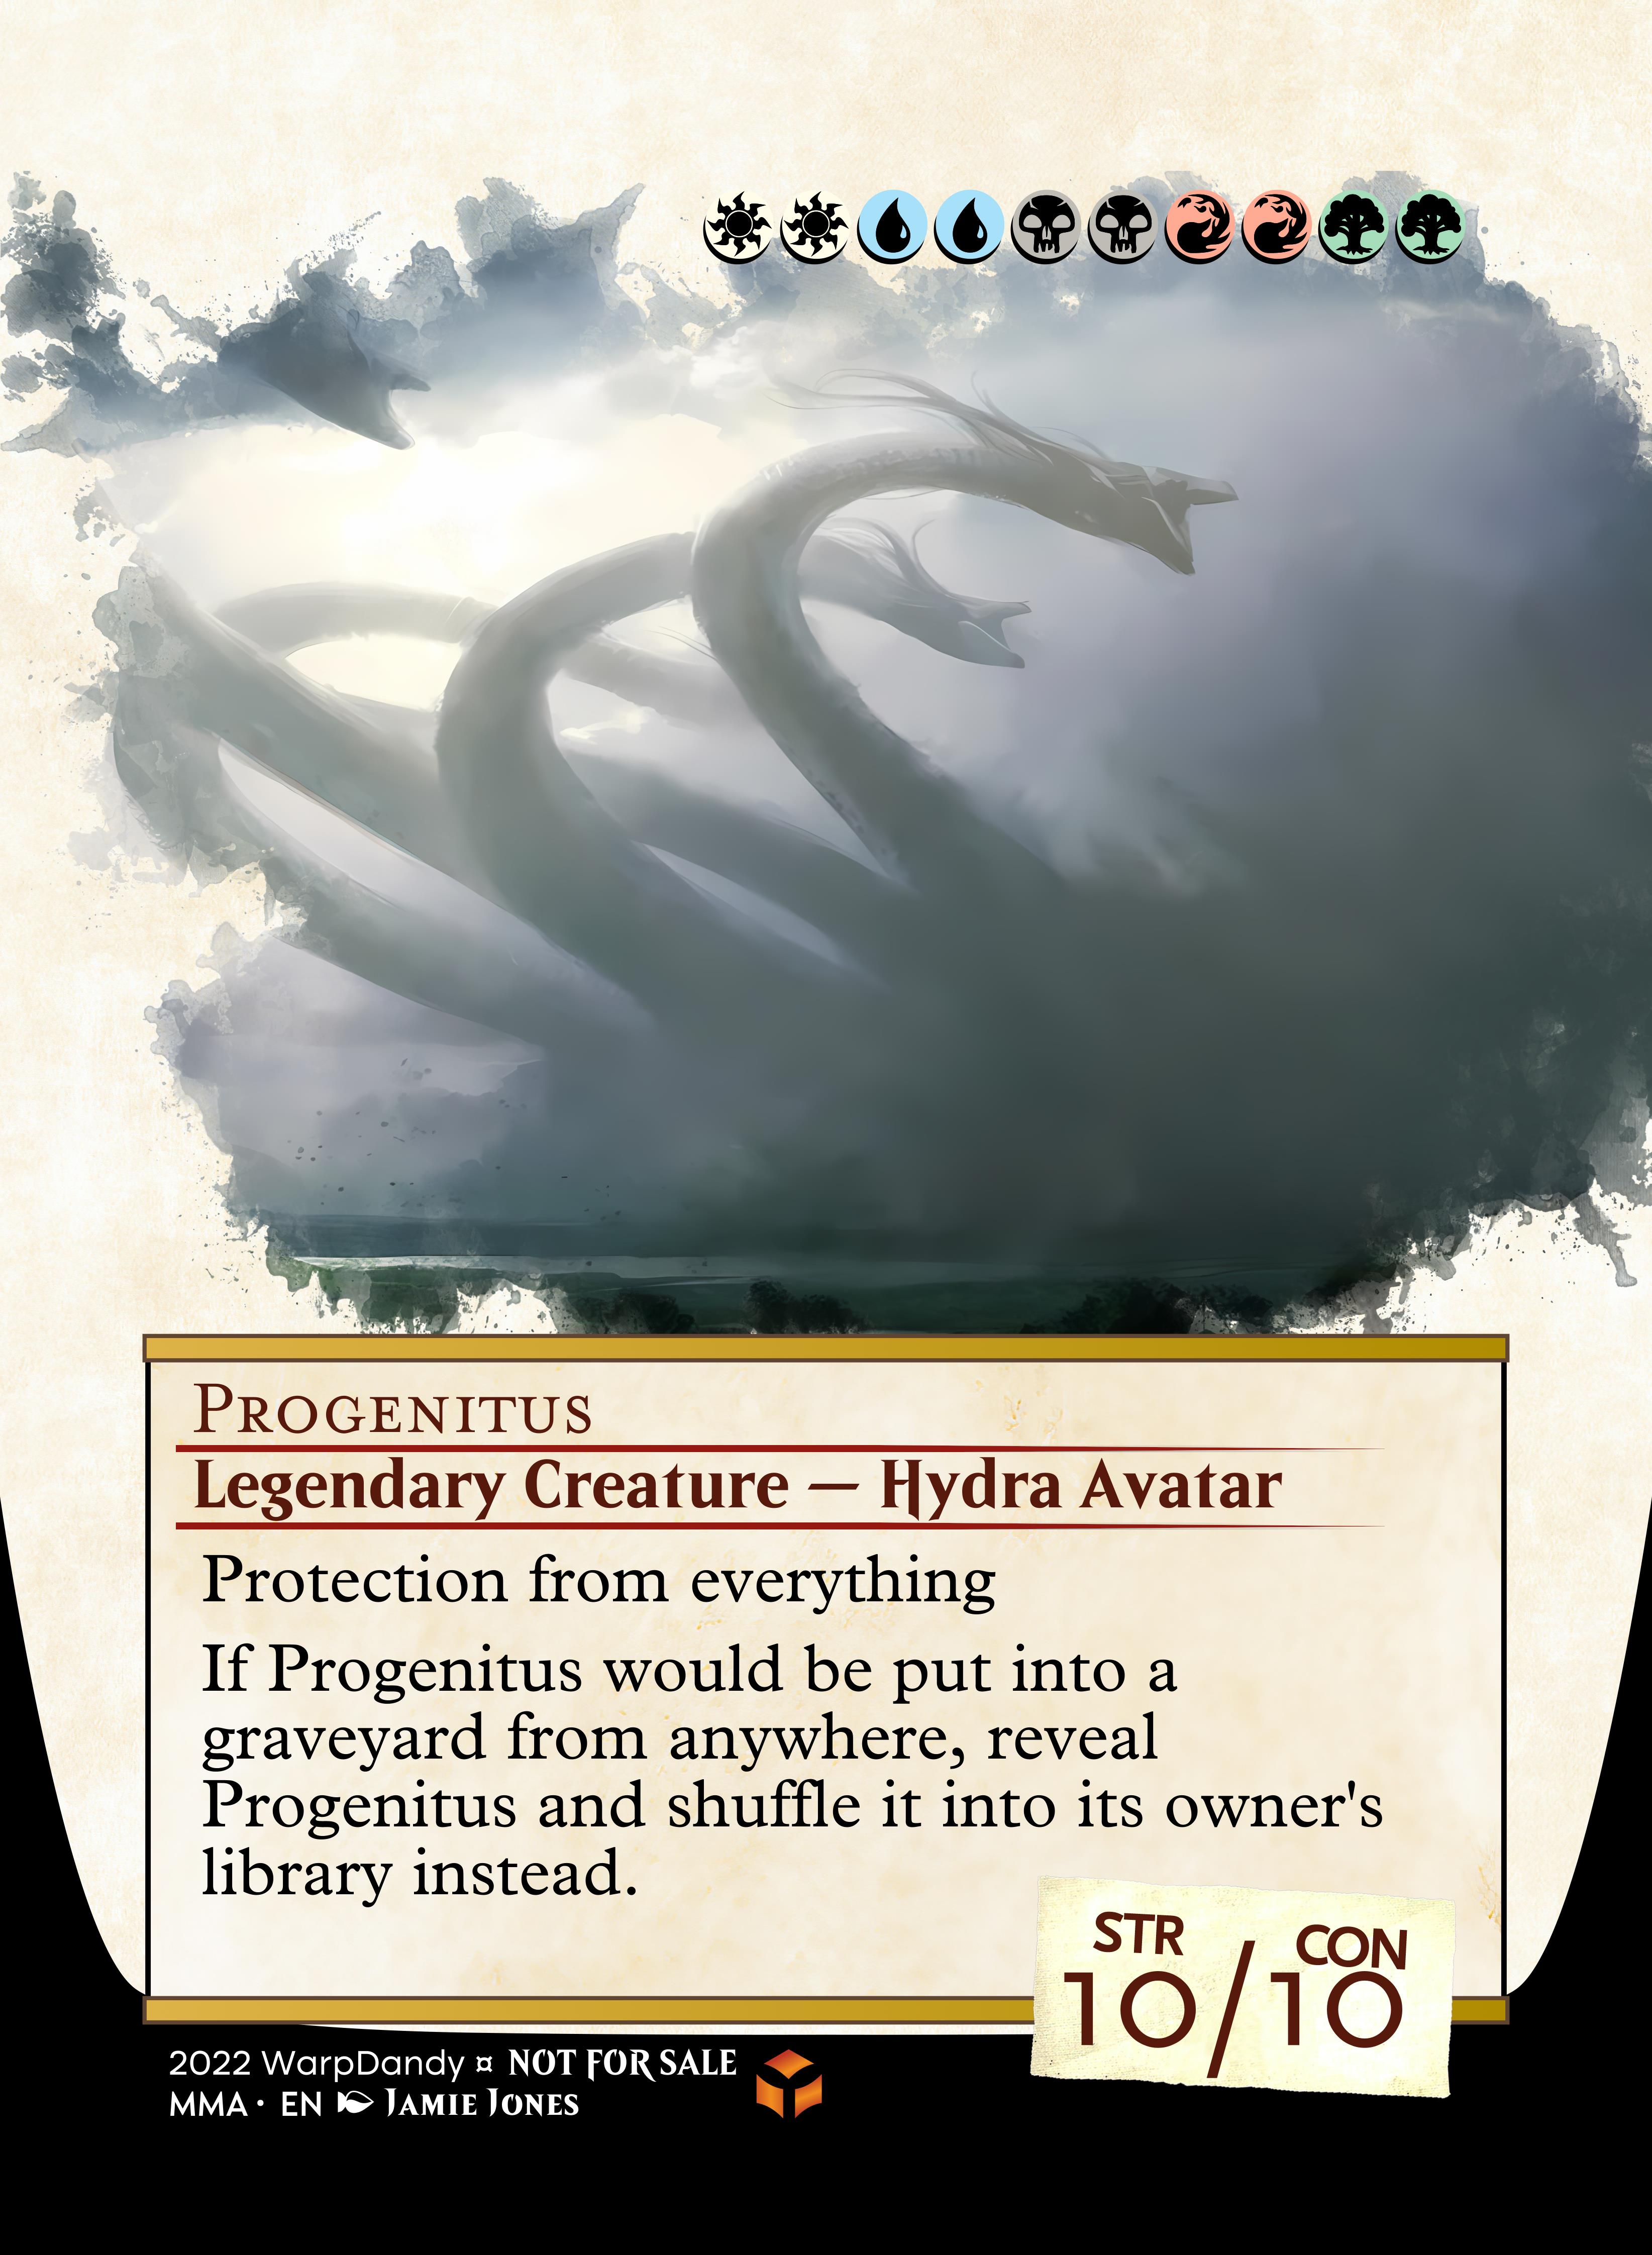 Progenitus
Legendary Creature — Hydra Avatar
Protection from everything
If Progenitus would be put into a
graveyard from anywhere, reveal
Progenitus and shuffle it into its owner's
library instead.
STR CON
10/10
2022 WarpDandy ¤ NOT FOR SALE
MMA · EN Jamie Jones